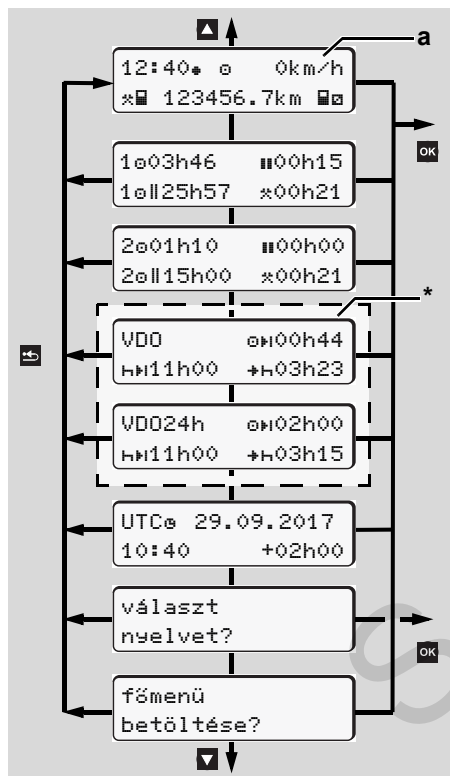 a
12:40 0km/h
123456.7km
OK
1 03h46 00h15
1 25h57 00h21
2 01h10 00h00
2 15h00 00h21
*
VDO 00h44
11h00 03h23
VDO24h 02h00
11h00 03h15
UTC 29.09.2017
10:40 +02h00
választ
nyelvet?
OK
főmenü
betöltése?
S